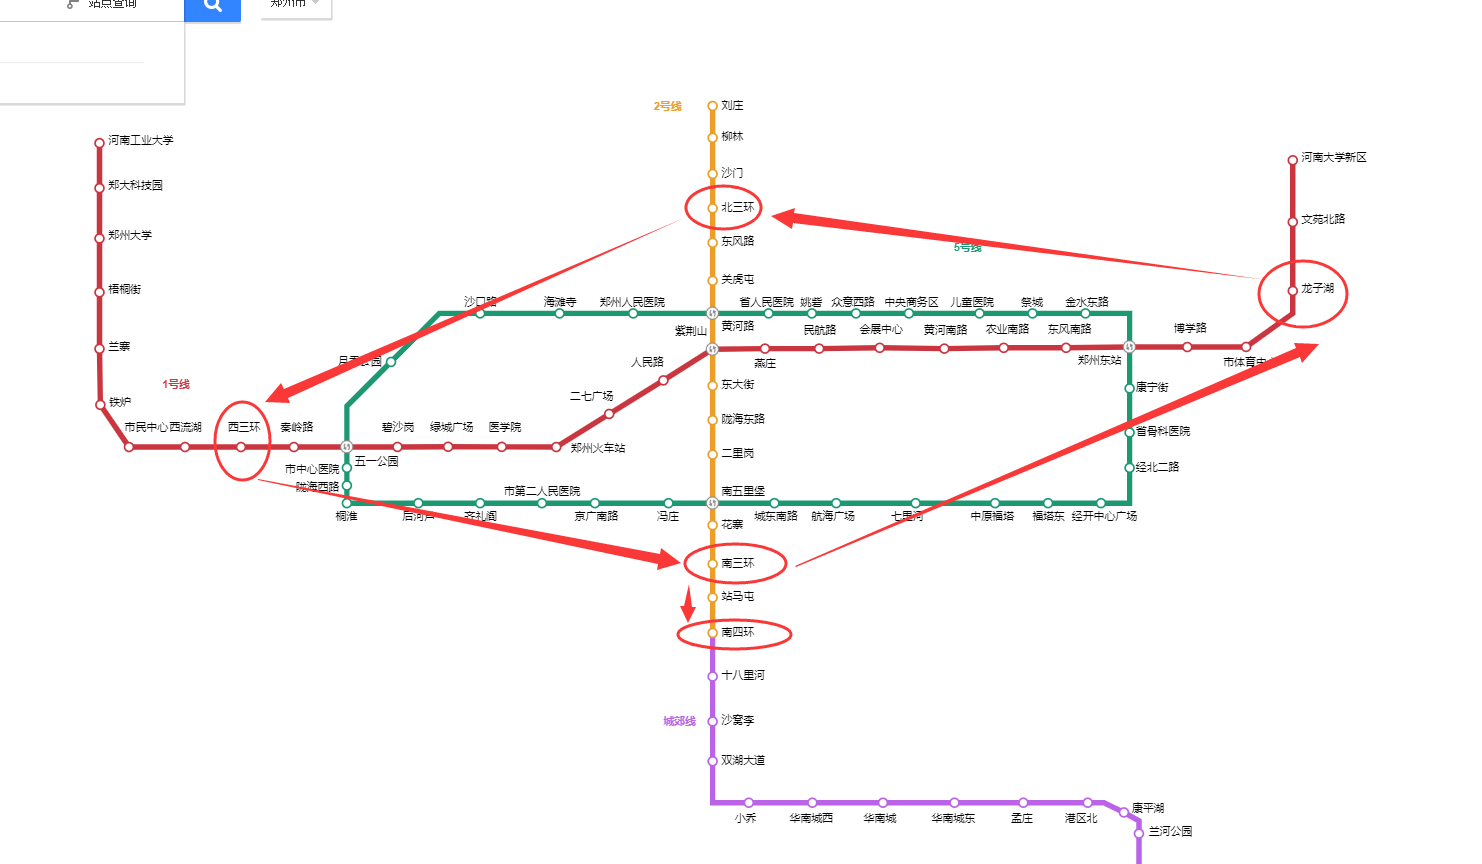 站点查询
郑州市
2号线
刘庄
柳林
沙门
北三环
东风路
关虎屯
河南工业大学
郑大科技园
郑州大学
梧桐街
兰寨
铁炉
1号线
河南大学新区
文苑北路
龙子湖
5号线
沙口路
海滩寺
郑州人民医院
省人民医院
姚砦
众意西路
中央商务区
儿童医院
祭城
金水东路
黄河路
紫荆山
民航路
会展中心
黄河南路
农业南路
东风南路
博学路
燕庄
郑州东站
市体育中心
月季公园
人民路
二七广场
东大街
康宁街
市民中心
西流湖
西三环
秦岭路
碧沙岗
绿城广场
医学院
郑州火车站
陇海东路
省骨科医院
五一公园
市中心医院
二里岗
经北二路
陇海西路
市第二人民医院
南五里堡
桐淮
后河芦
齐礼阎
京广南路
冯庄
城东南路
航海广场
七里河
中原福塔
福塔东
经开中心广场
花寨
南三环
站马屯
南四环
十八里河
城郊线
沙窝李
双湖大道
小乔
华南城西
华南城
华南城东
孟庄
港区北
康平湖
兰河公园